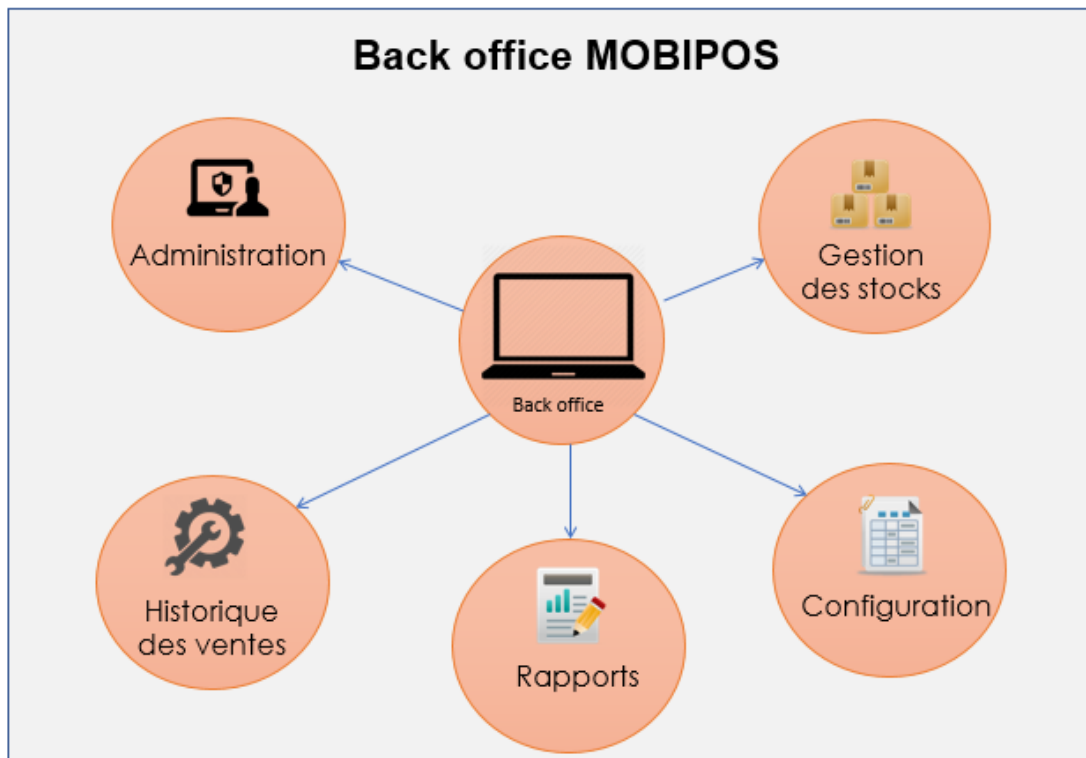 Back office MOBIPOS
Administration
Gestion
des stocks
Back office
Historique
des ventes
Rapports
Configuration